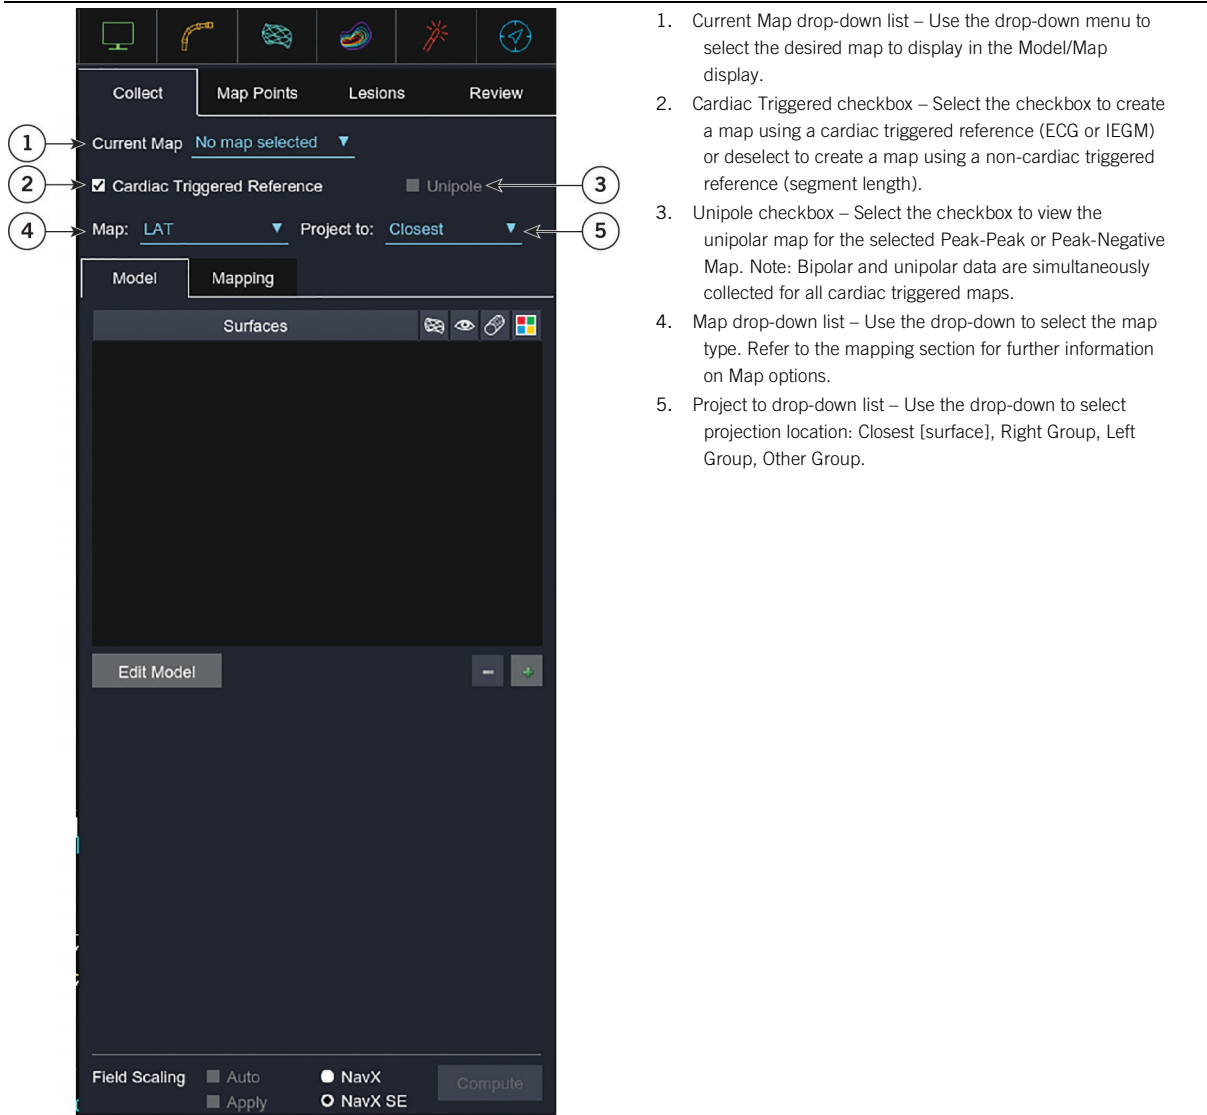 Collect Map Points Lesions Review
1 Current Map No map selected
2 Cardiac Triggered Reference Unipole 3
4 Map: LAT Project to: Closest 5
Model Mapping
Surfaces
Edit Model
Field Scaling Auto NavX Compute
Apply NavX SE
1. Current Map drop-down list – Use the drop-down menu to
select the desired map to display in the Model/Map
display.
2. Cardiac Triggered checkbox – Select the checkbox to create
a map using a cardiac triggered reference (ECG or IEGM)
or deselect to create a map using a non-cardiac triggered
reference (segment length).
3. Unipole checkbox – Select the checkbox to view the
unipolar map for the selected Peak-Peak or Peak-Negative
Map. Note: Bipolar and unipolar data are simultaneously
collected for all cardiac triggered maps.
4. Map drop-down list – Use the drop-down to select the map
type. Refer to the mapping section for further information
on Map options.
5. Project to drop-down list – Use the drop-down to select
projection location: Closest [surface], Right Group, Left
Group, Other Group.